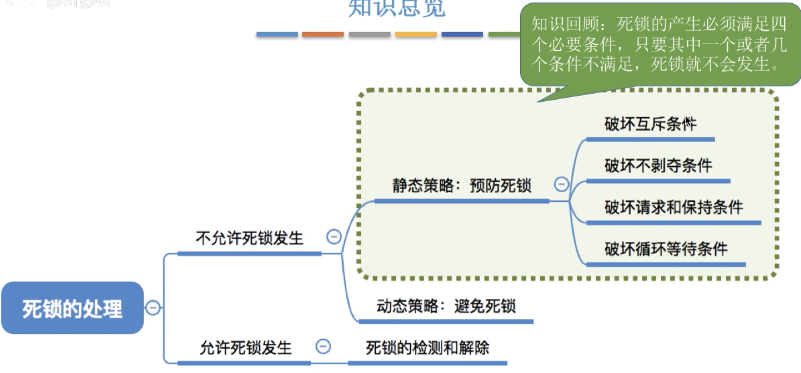 知识总览
知识回顾：死锁的产生必须满足四
个必要条件，只要其中一个或者几
个条件不满足，死锁就不会发生。
破坏互斥条件
破坏不剥夺条件
静态策略：预防死锁
破坏请求和保持条件
不允许死锁发生
破坏循环等待条件
死锁的处理
动态策略：避免死锁
允许死锁发生
死锁的检测和解除